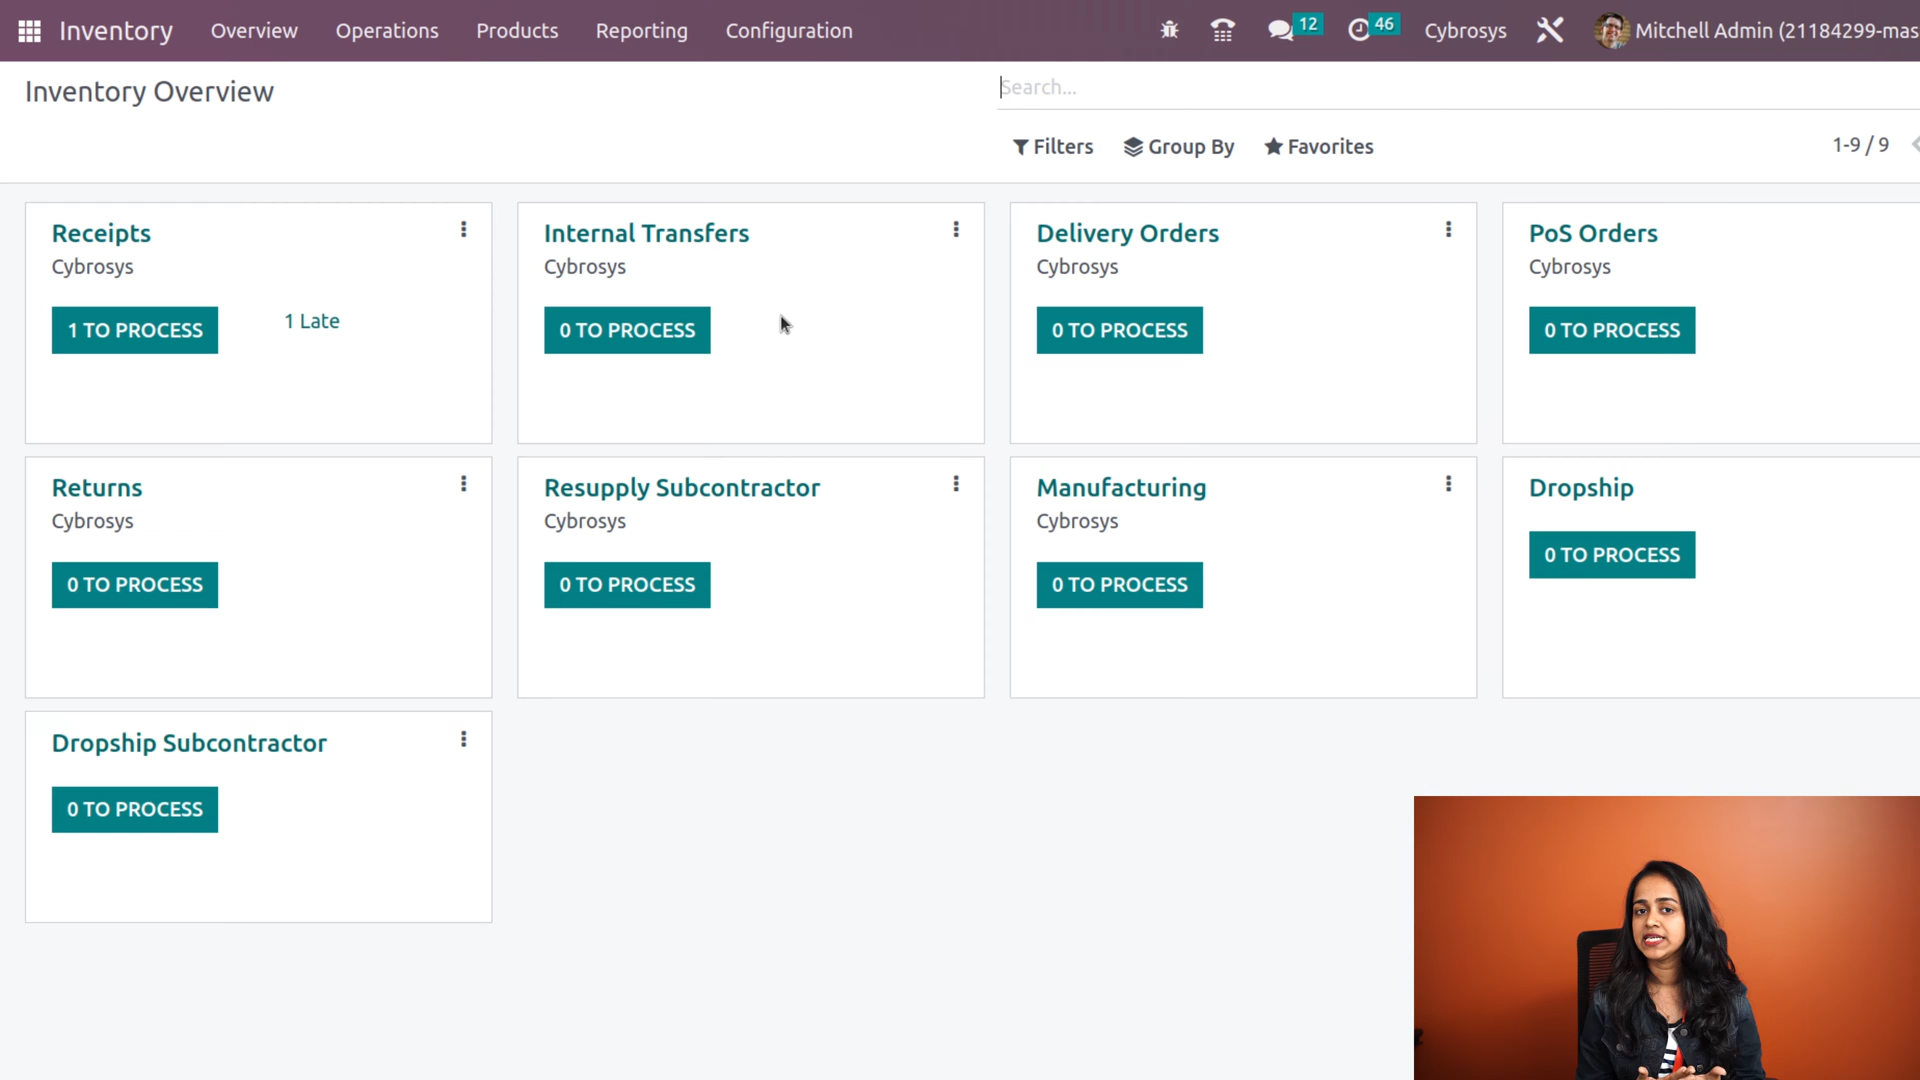 Inventory Overview Operations Products Reporting Configuration 12 46 Cybrosys Mitchell Admin (21184299-mas
Inventory Overview
Search...
Filters Group By Favorites 1-9 / 9
Receipts Internal Transfers Delivery Orders PoS Orders
Cybrosys Cybrosys Cybrosys Cybrosys
1 TO PROCESS 1 Late 0 TO PROCESS 0 TO PROCESS 0 TO PROCESS
Returns Resupply Subcontractor Manufacturing Dropship
Cybrosys Cybrosys Cybrosys
0 TO PROCESS 0 TO PROCESS 0 TO PROCESS 0 TO PROCESS
Dropship Subcontractor
0 TO PROCESS